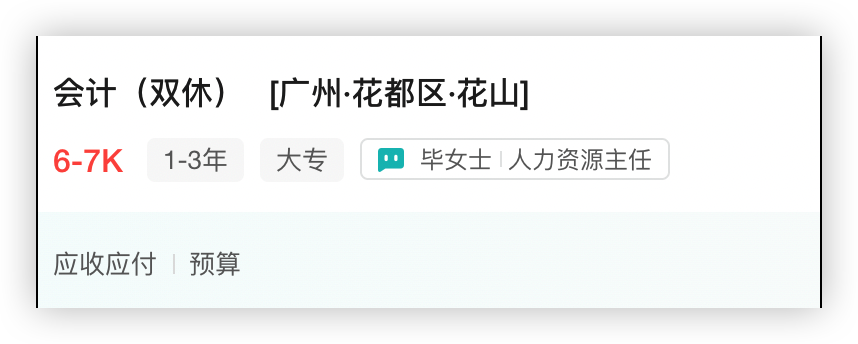 会计（双休） [广州·花都区·花山]
6-7K 1-3年 大专 毕女士 | 人力资源主任
应收应付 | 预算